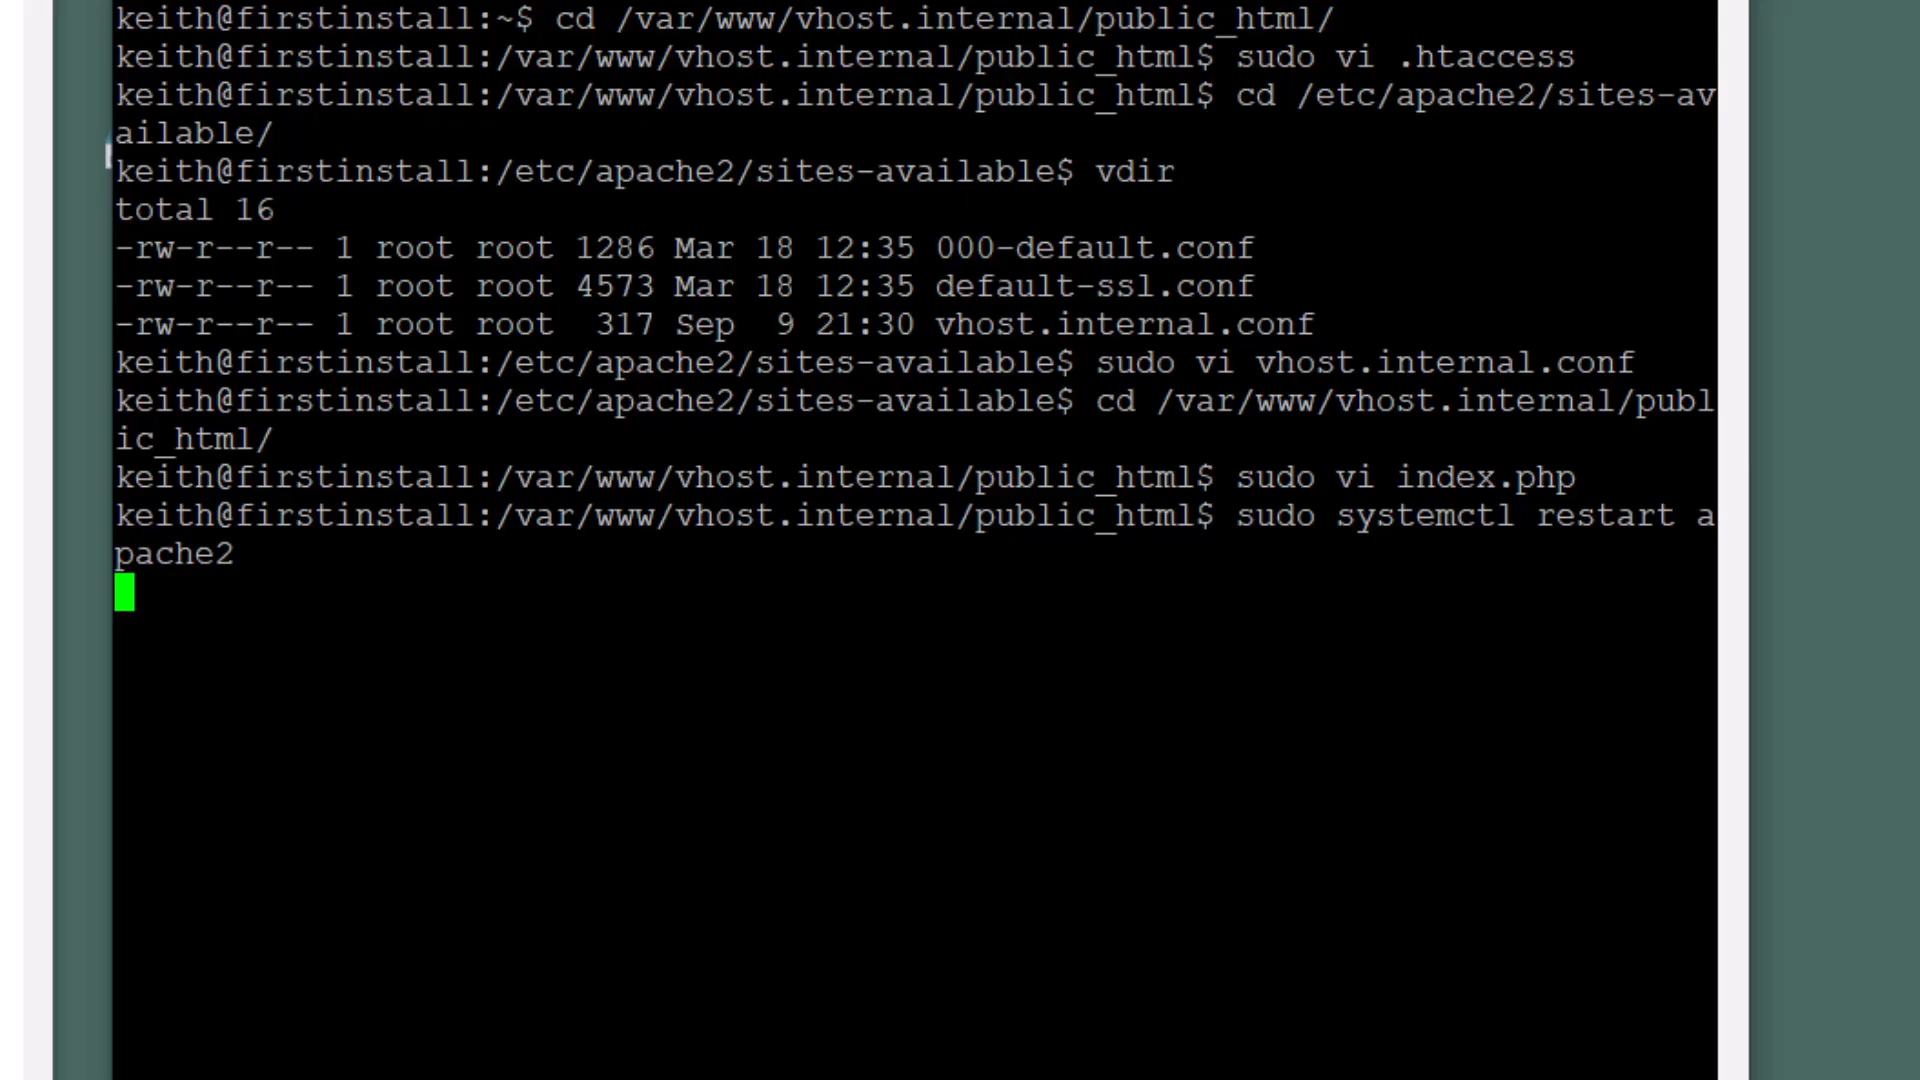 keith@firstinstall:~$ cd /var/www/vhost.internal/public_html/
keith@firstinstall:/var/www/vhost.internal/public_html$ sudo vi .htaccess
keith@firstinstall:/var/www/vhost.internal/public_html$ cd /etc/apache2/sites-av
ailable/
keith@firstinstall:/etc/apache2/sites-available$ vdir
total 16
-rw-r--r-- 1 root root 1286 Mar 18 12:35 000-default.conf
-rw-r--r-- 1 root root 4573 Mar 18 12:35 default-ssl.conf
-rw-r--r-- 1 root root  317 Sep  9 21:30 vhost.internal.conf
keith@firstinstall:/etc/apache2/sites-available$ sudo vi vhost.internal.conf
keith@firstinstall:/etc/apache2/sites-available$ cd /var/www/vhost.internal/publ
ic_html/
keith@firstinstall:/var/www/vhost.internal/public_html$ sudo vi index.php
keith@firstinstall:/var/www/vhost.internal/public_html$ sudo systemctl restart a
pache2